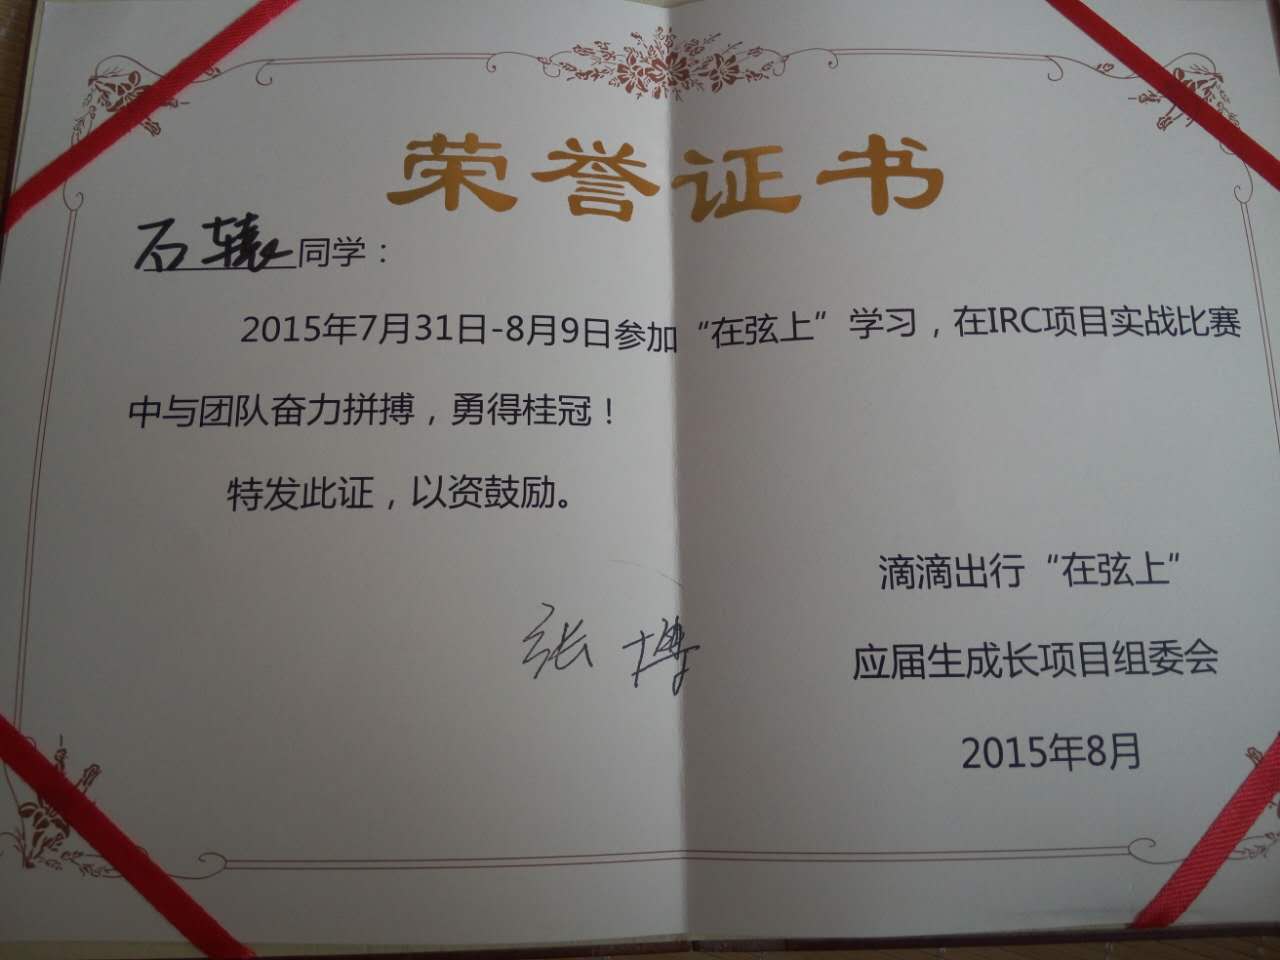 荣誉证书
石辕同学：
2015年7月31日-8月9日参加“在弦上”学习，在IRC项目实战比赛
中与团队奋力拼搏，勇得桂冠！
特发此证，以资鼓励。
滴滴出行“在弦上”
张博
应届生成长项目组委会
2015年8月